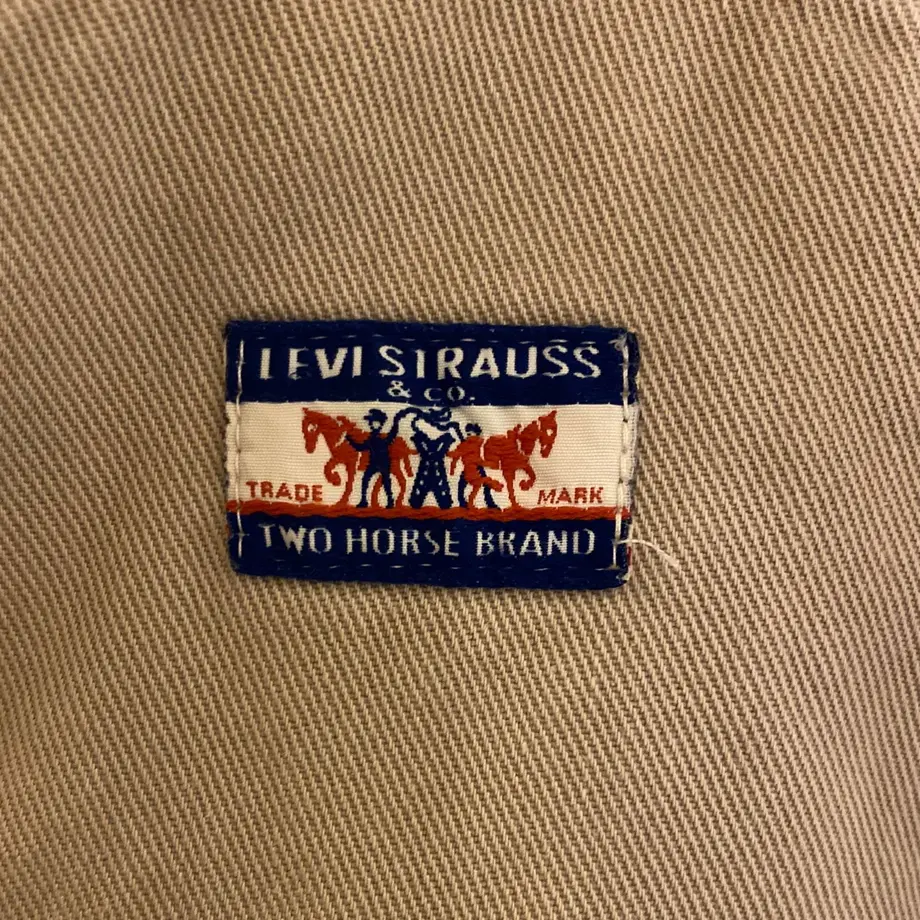 LEVI STRAUSS
& CO.
TRADE MARK
TWO HORSE BRAND